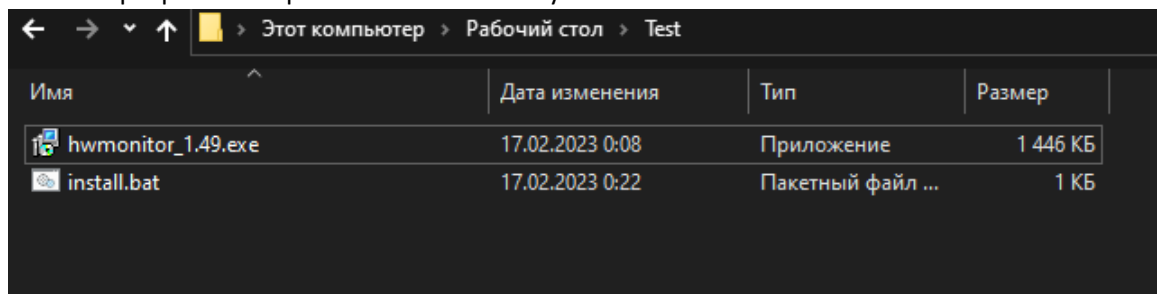 Этот компьютер > Рабочий стол > Test
Имя Дата изменения Тип Размер
hwmonitor_1.49.exe 17.02.2023 0:08 Приложение 1 446 КБ
install.bat 17.02.2023 0:22 Пакетный файл ... 1 КБ